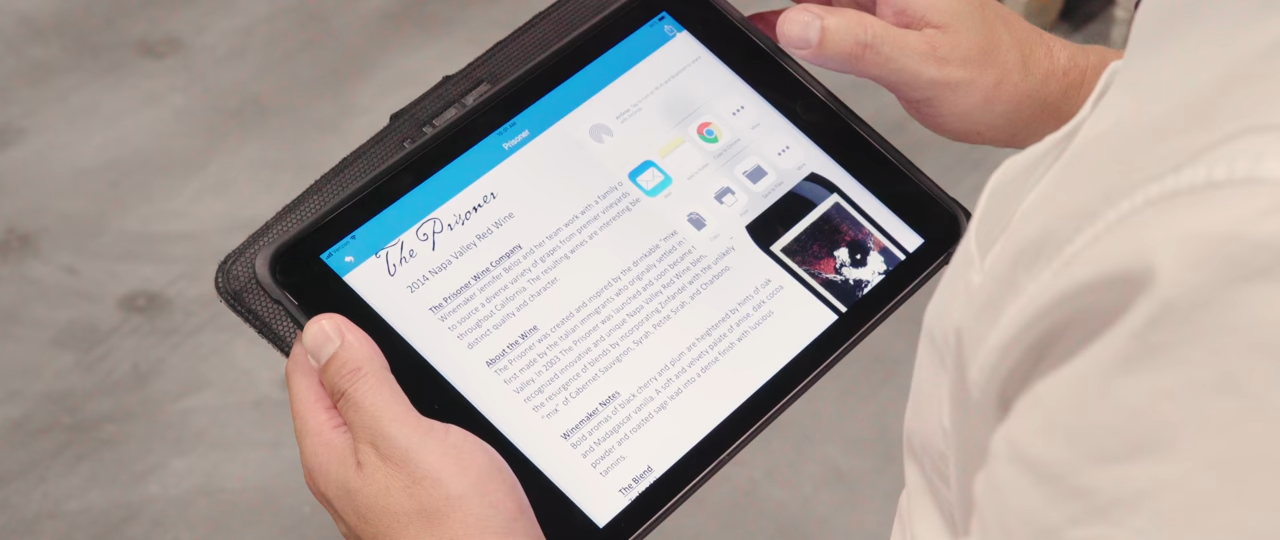 Verizon
Prisoner
The Prisoner
2014 Napa Valley Red Wine
The Prisoner Wine Company
Winemaker Jennifer Beloz and her team work with a family o
to source a diverse variety of grapes from premier vineyards
throughout California. The resulting wines are interesting ble
distinct quality and character.
About the Wine
The Prisoner was created and inspired by the drinkable "mixe
first made by the Italian immigrants who originally settled in
Valley. In 2003 The Prisoner was launched and soon became t
recognized innovative and unique Napa Valley Red Wine blen,
the resurgence of blends by incorporating Zinfandel with the unlikely
"mix" of Cabernet Sauvignon, Syrah, Petite Sirah, and Charbono.
Winemaker Notes
Bold aromas of black cherry and plum are heightened by hints of oak
and Madagascar vanilla. A soft and velvety palate of anise, dark cocoa
powder and roasted sage lead into a dense finish with luscious
tannins.
The Blend